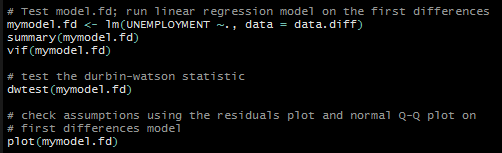 # Test model.fd; run linear regression model on the first differences
mymodel.fd <- lm(UNEMPLOYMENT ~., data = data.diff)
summary(mymodel.fd)
vif(mymodel.fd)
# test the durbin-watson statistic
dwtest(mymodel.fd)
# check assumptions using the residuals plot and normal Q-Q plot on
# first differences model
plot(mymodel.fd)